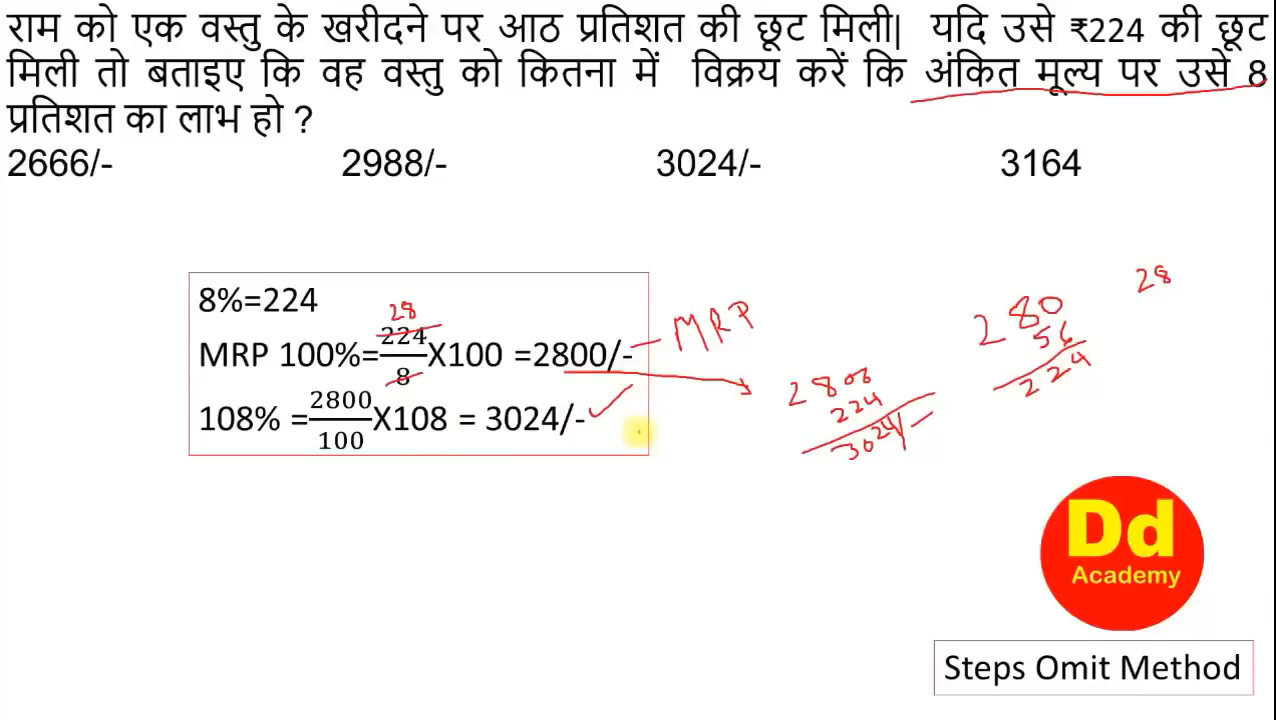 राम को एक वस्तु के खरीदने पर आठ प्रतिशत की छूट मिली| यदि उसे ₹224 की छूट
मिली तो बताइए कि वह वस्तु को कितना में विक्रय करें कि अंकित मूल्य पर उसे 8
प्रतिशत का लाभ हो ?
2666/- 2988/- 3024/- 3164
8%=224
28
MRP 100%=224/8X100 =2800/- — MRP
108% =2800/100X108 = 3024/-
2800
224
3024/-
280
56
224
28
Dd
Academy
Steps Omit Method